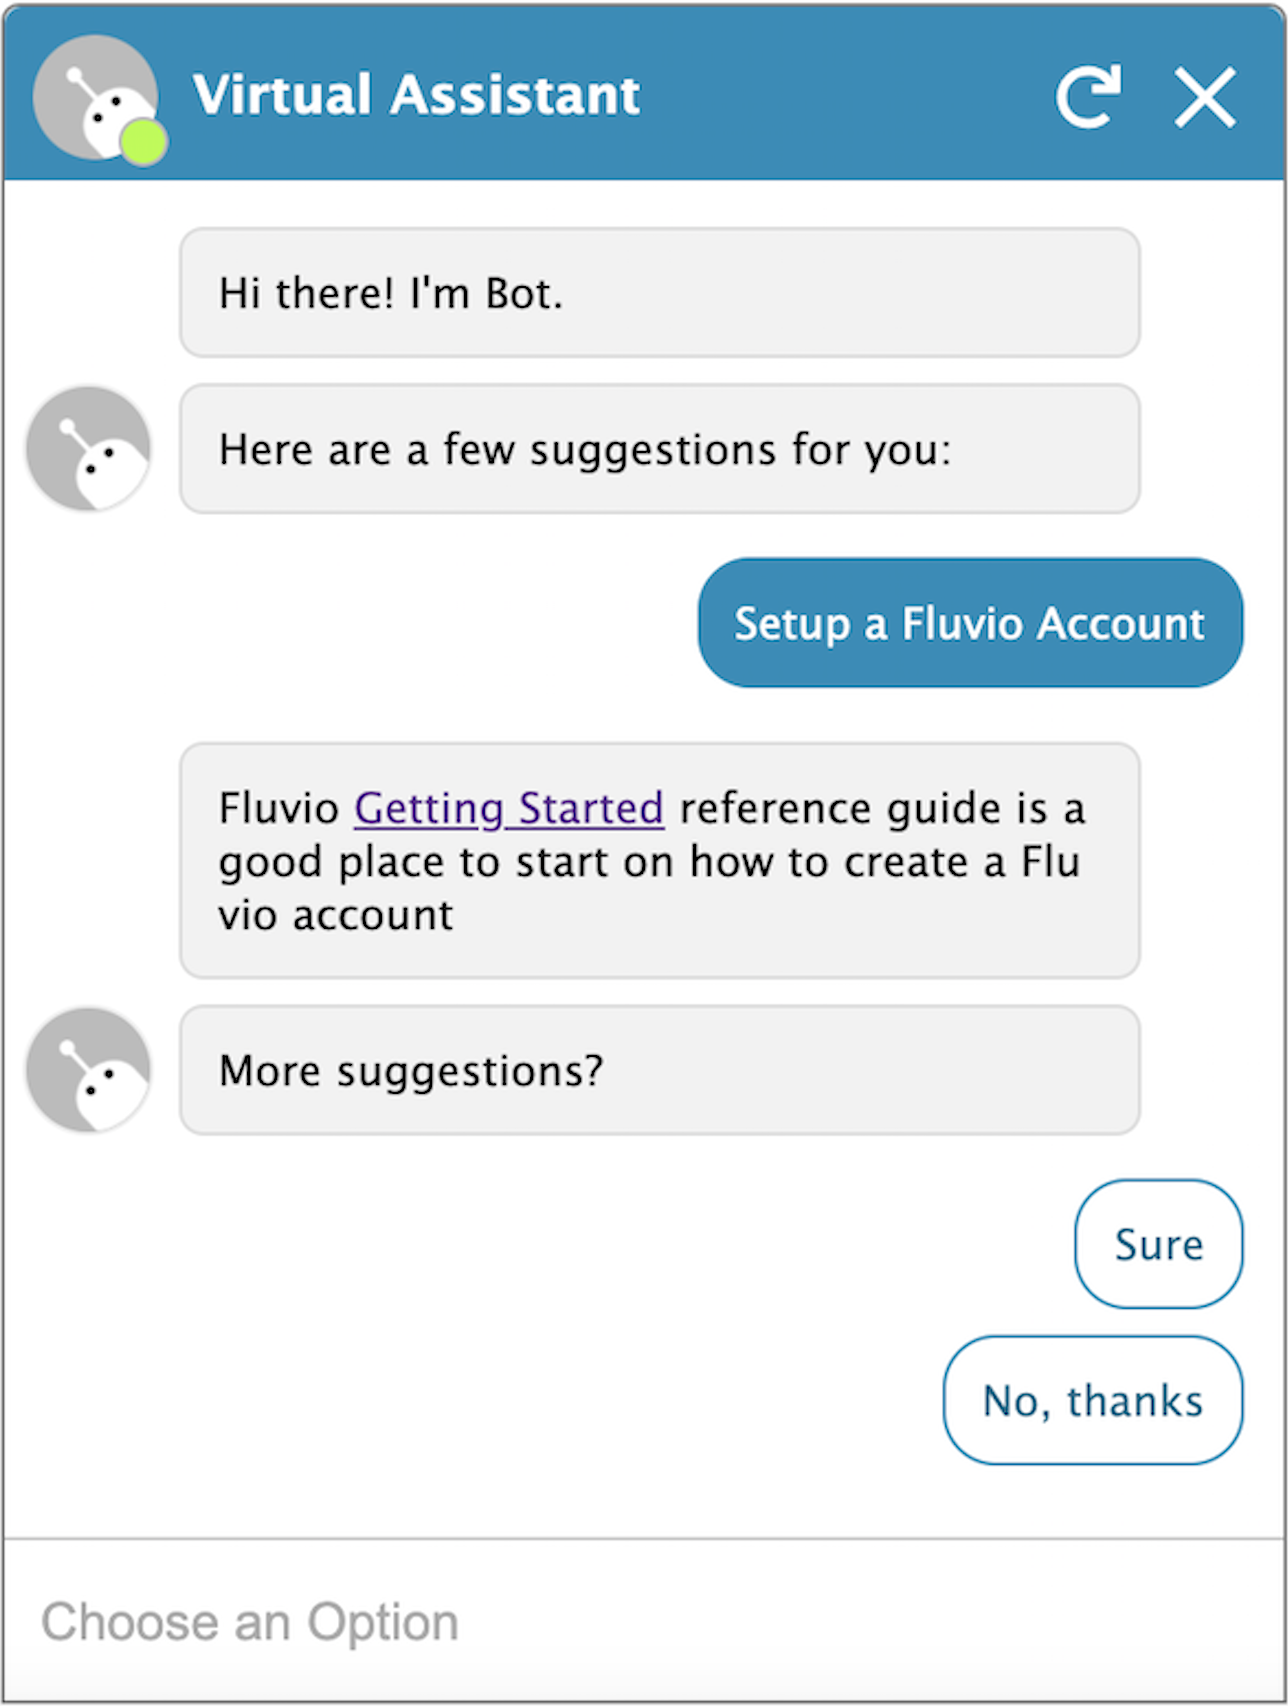 Virtual Assistant
Hi there! I'm Bot.
Here are a few suggestions for you:
Setup a Fluvio Account
Fluvio Getting Started reference guide is a
good place to start on how to create a Flu
vio account
More suggestions?
Sure
No, thanks
Choose an Option